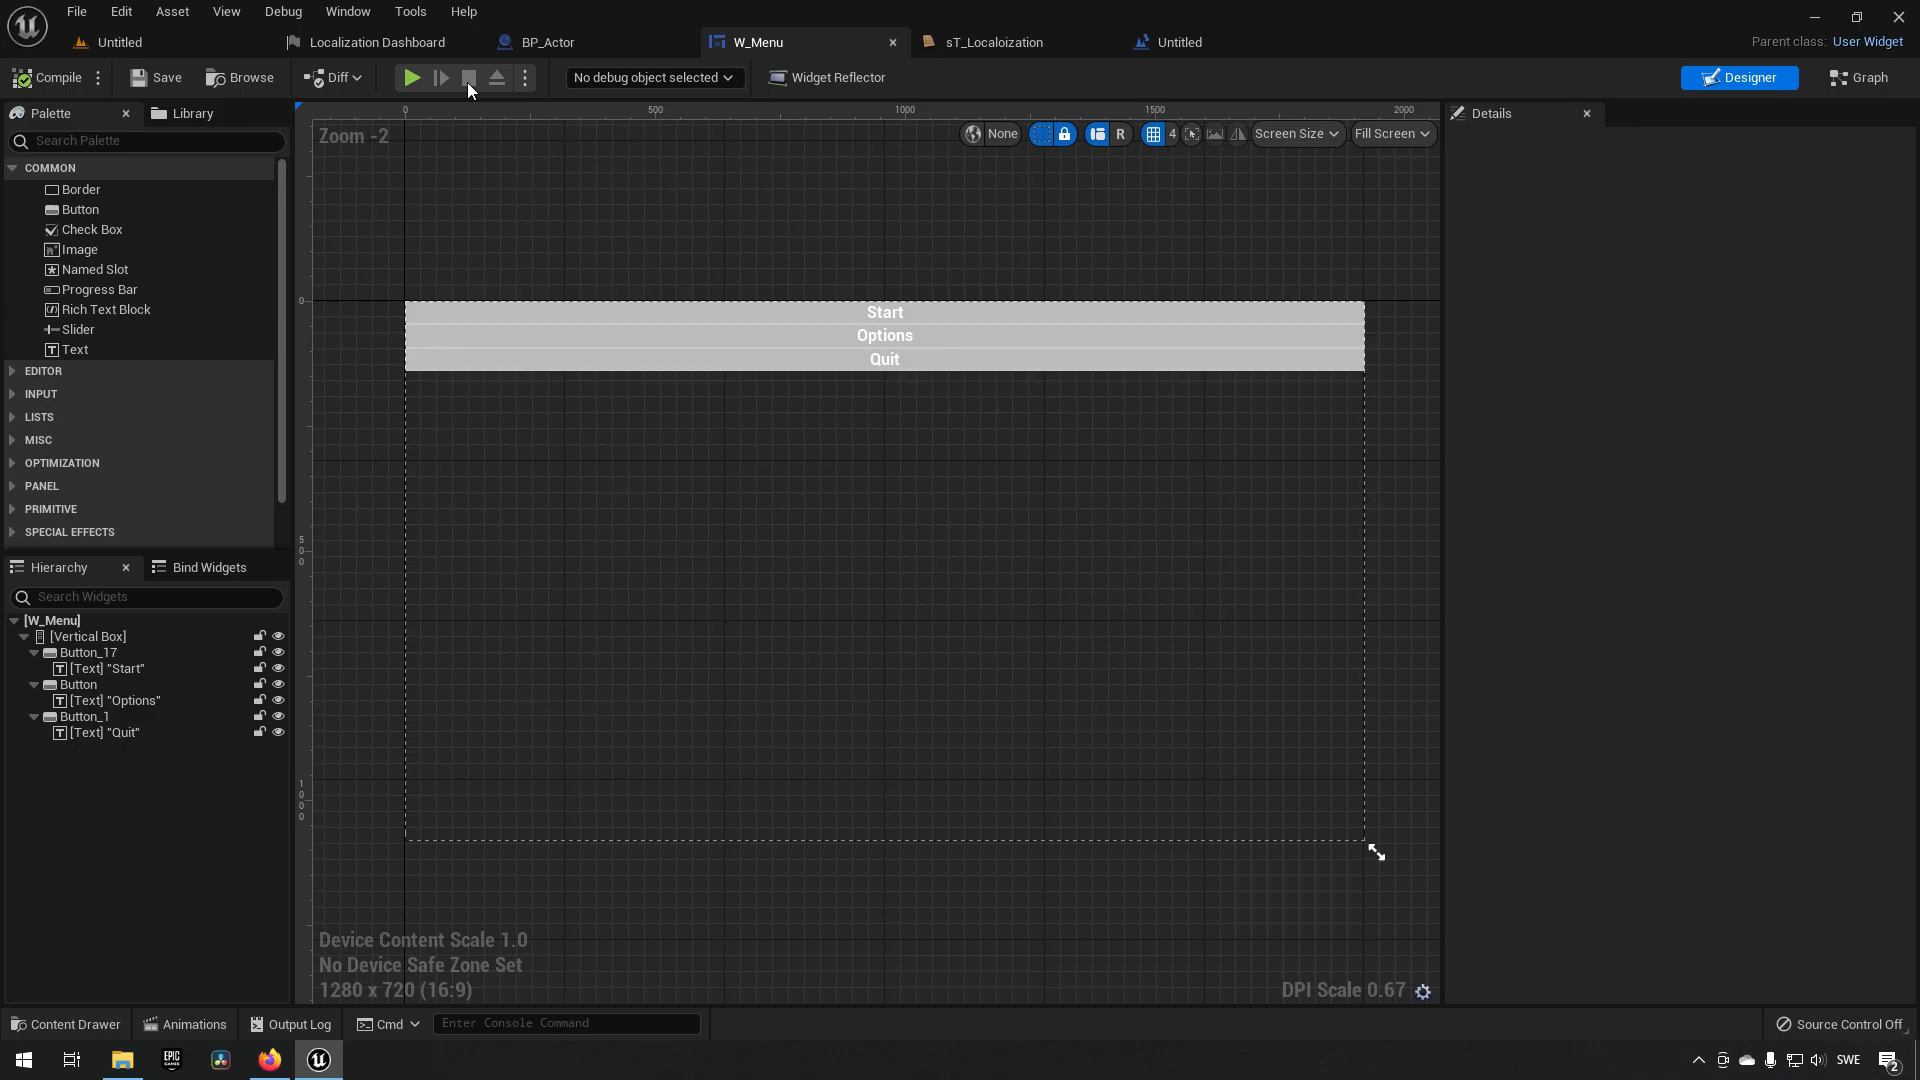 File Edit Asset View Debug Window Tools Help
Untitled Localization Dashboard BP_Actor W_Menu sT_Localoization Untitled Parent class: User Widget
Compile Save Browse Diff No debug object selected Widget Reflector Designer Graph
Palette Library Details
Search Palette
COMMON
Border
Button
Check Box
Image
Named Slot
Progress Bar
Rich Text Block
Slider
Text
EDITOR
INPUT
LISTS
MISC
OPTIMIZATION
PANEL
PRIMITIVE
SPECIAL EFFECTS
Hierarchy Bind Widgets
Search Widgets
[W_Menu]
[Vertical Box]
Button_17
[Text] "Start"
Button
[Text] "Options"
Button_1
[Text] "Quit"
0 500 1000 1500 2000
Zoom -2 None R 4 Screen Size Fill Screen
0
500
1000
Start
Options
Quit
Device Content Scale 1.0
No Device Safe Zone Set
1280 x 720 (16:9) DPI Scale 0.67
Content Drawer Animations Output Log Cmd Enter Console Command Source Control Off
EPIC GAMES SWE 2